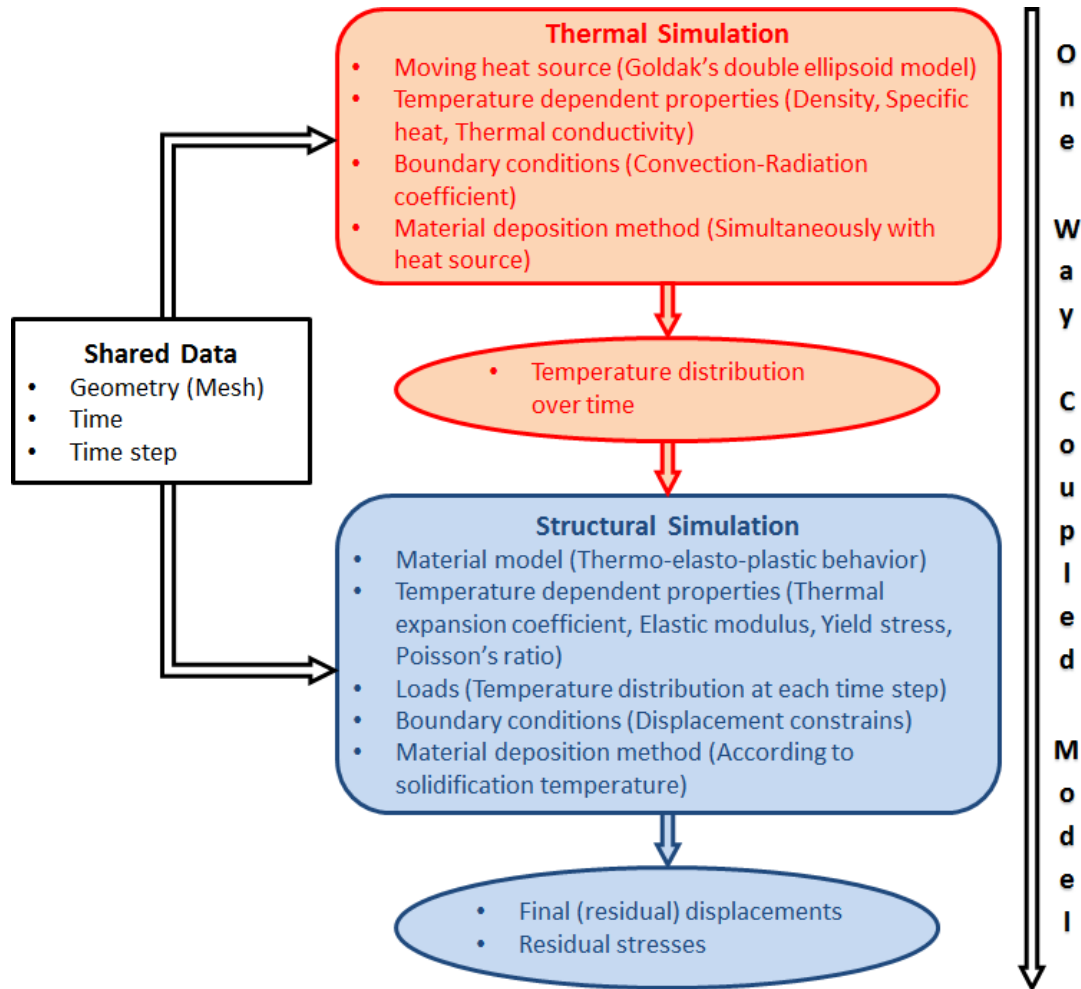 Thermal Simulation
• Moving heat source (Goldak's double ellipsoid model)
• Temperature dependent properties (Density, Specific
heat, Thermal conductivity)
• Boundary conditions (Convection-Radiation
coefficient)
• Material deposition method (Simultaneously with
heat source)
Shared Data
• Geometry (Mesh)
• Time
• Time step
• Temperature distribution
over time
Structural Simulation
• Material model (Thermo-elasto-plastic behavior)
• Temperature dependent properties (Thermal
expansion coefficient, Elastic modulus, Yield stress,
Poisson's ratio)
• Loads (Temperature distribution at each time step)
• Boundary conditions (Displacement constrains)
• Material deposition method (According to
solidification temperature)
• Final (residual) displacements
• Residual stresses
One Way Coupled Model